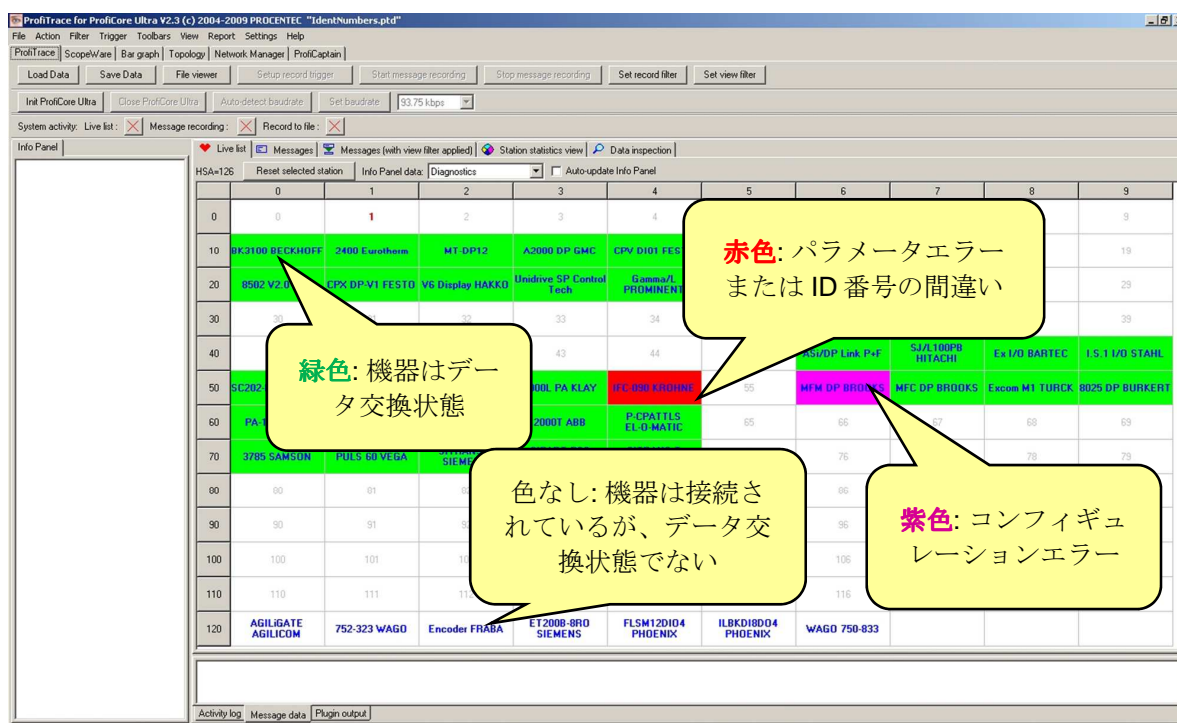 ProfiTrace for ProfiCore Ultra V2.3 (c) 2004-2009 PROCENTEC "IdentNumbers.ptd"
File Action Filter Trigger Toolbars View Report Settings Help
ProfiTrace ScopeWare Bar graph Topology Network Manager ProfiCaptain
Load Data Save Data File viewer Setup record trigger Start message recording Stop message recording Set record filter Set view filter
Init ProfiCore Ultra Close ProfiCore Ultra Auto-detect baudrate Set baudrate 93.75 kbps
System activity: Live list : Message recording : Record to file :
Info Panel Live list Messages Messages (with view filter applied) Station statistics view Data inspection
HSA=126 Reset selected station Info Panel data: Diagnostics Auto-update Info Panel
0 1 2 3 4 5 6 7 8 9
0 0 1 2 3 4 9
10 BK3100 BECKHOFF 2400 Eurotherm MT-DP12 A2000 DP GMC CPV DI01 FES 19
20 8502 V2.0 CPX DP-V1 FESTO V6 Display HAKKO Unidrive SP Control Tech Gamma/L PROMINENT 29
30 30 32 33 34 39
40 43 44 ASi/DP Link P+F SJ/L100PB HITACHI Ex I/O BARTEC I.S.1 I/O STAHL
50 SC202- 000L PA KLAY IFC 090 KROHNE 55 MFM DP BROOKS MFC DP BROOKS Excom M1 TURCK 8025 DP BURKERT
60 PA- 2000T ABB P-CPATTLS EL-O-MATIC 65 66 67 68 69
70 3785 SAMSON PULS 60 VEGA SIEME 76 78 79
80 80 81 86
90 90 91 96
100 100 101 106
110 110 111 112 116
120 AGILiGATE AGILICOM 752-323 WAGO Encoder FRABA ET200B-8RO SIEMENS FLSM12DIO4 PHOENIX ILBKDI8DO4 PHOENIX WAGO 750-833
赤色: パラメータエラー
または ID 番号の間違い
緑色: 機器はデー
タ交換状態
色なし: 機器は接続さ
れているが、データ交
換状態でない
紫色: コンフィギュ
レーションエラー
Activity log Message data Plugin output